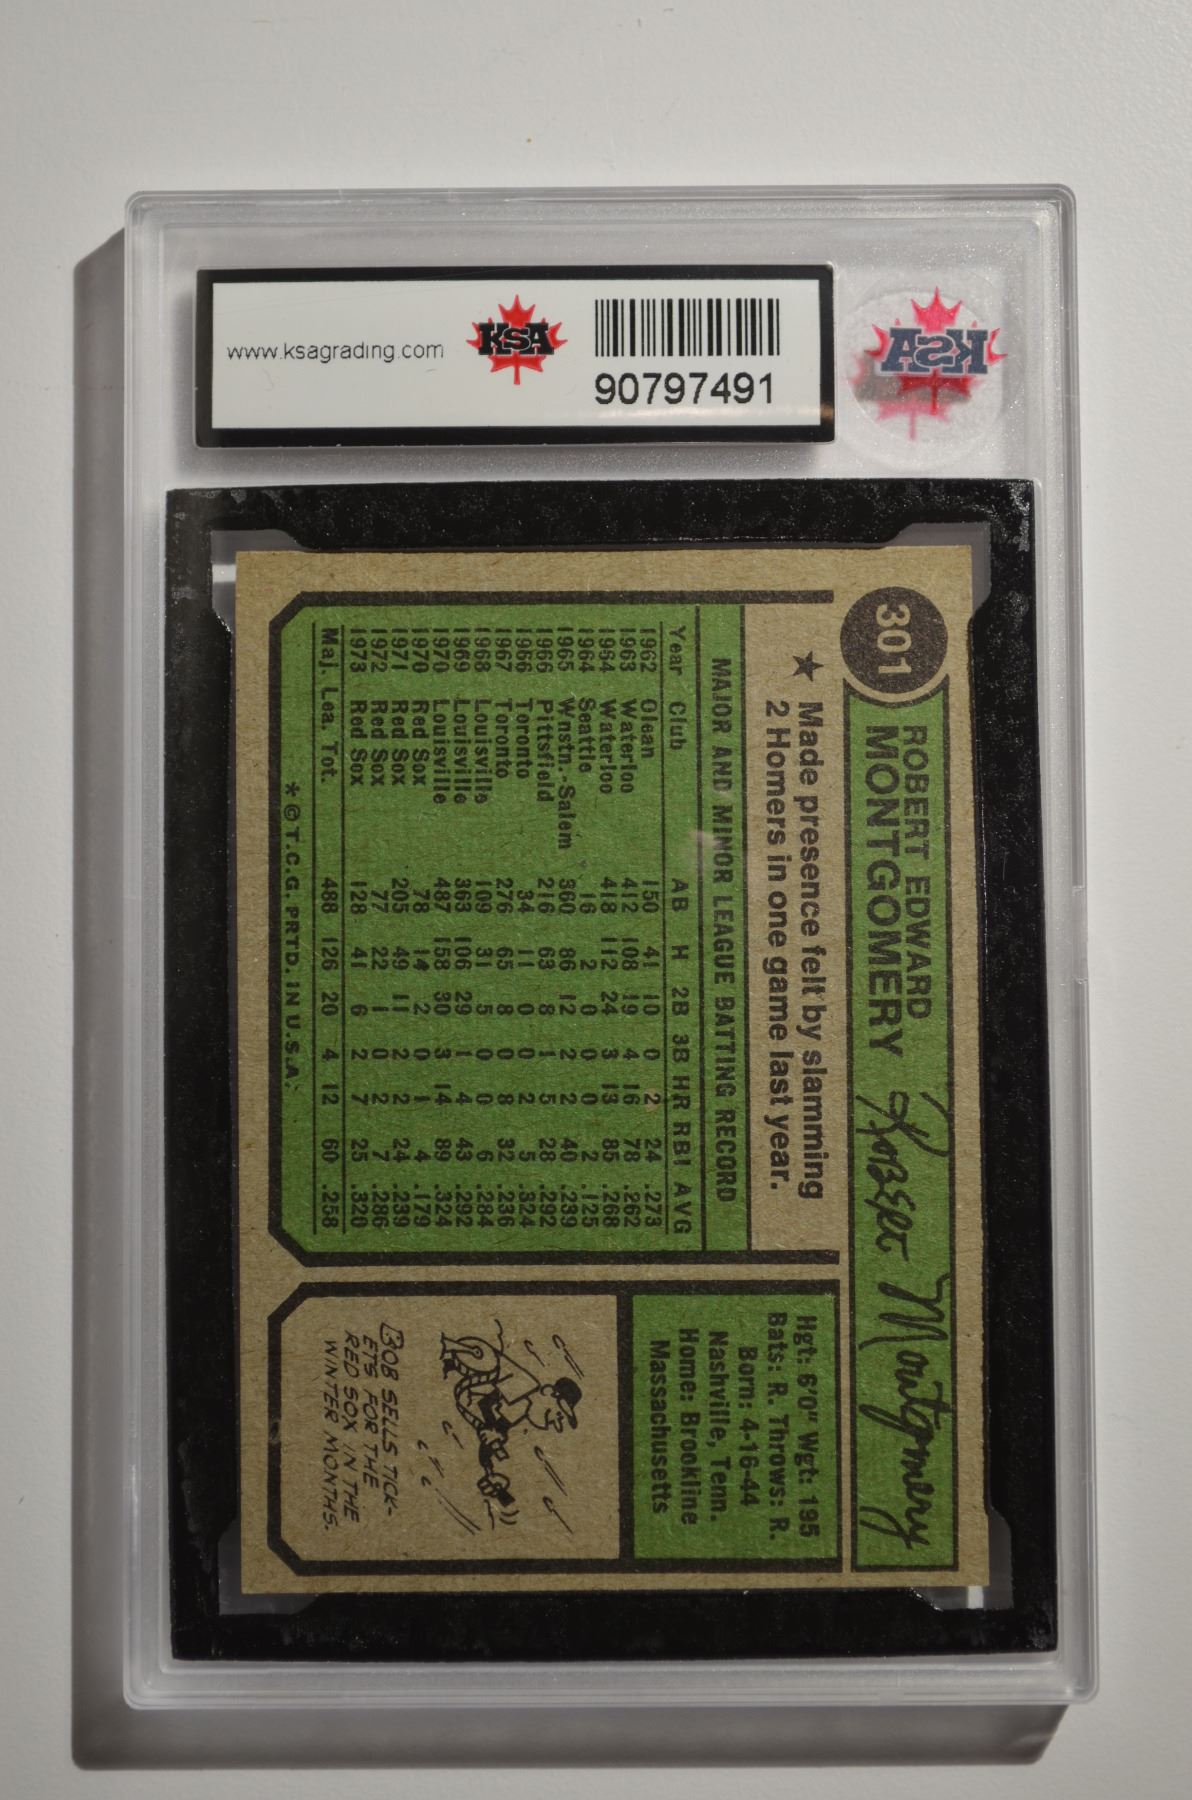 www.ksagrading.com
KSA
90797491
KSA
301
ROBERT EDWARD
MONTGOMERY
Robert Montgomery
★ Made presence felt by slamming
2 Homers in one game last year.
MAJOR AND MINOR LEAGUE BATTING RECORD
Year Club AB H 2B 3B HR RBI AVG
1962 Olean 150 41 10 0 2 24 .273
1963 Waterloo 412 108 19 4 16 78 .262
1964 Waterloo 418 112 24 3 13 85 .268
1964 Seattle 16 2 0 0 0 2 .125
1965 Wnstn.-Salem 360 86 12 2 2 40 .239
1966 Pittsfield 216 63 8 1 5 28 .292
1966 Toronto 34 11 0 0 2 5 .324
1967 Toronto 276 65 8 0 8 32 .236
1968 Louisville 109 31 5 0 0 6 .284
1969 Louisville 363 106 29 1 4 43 .292
1970 Louisville 487 158 30 3 14 89 .324
1970 Red Sox 78 14 2 0 1 4 .179
1971 Red Sox 205 49 11 2 2 24 .239
1972 Red Sox 77 22 1 0 2 7 .286
1973 Red Sox 128 41 6 2 7 25 .320
Maj. Lea. Tot. 488 126 20 4 12 60 .258
*©T.C.G. PRTD. IN U.S.A.
Hgt: 6'0" Wgt: 195
Bats: R. Throws: R.
Born: 4-16-44
Nashville, Tenn.
Home: Brookline
Massachusetts
BOB SELLS TICK-
ETS FOR THE
RED SOX IN THE
WINTER MONTHS.